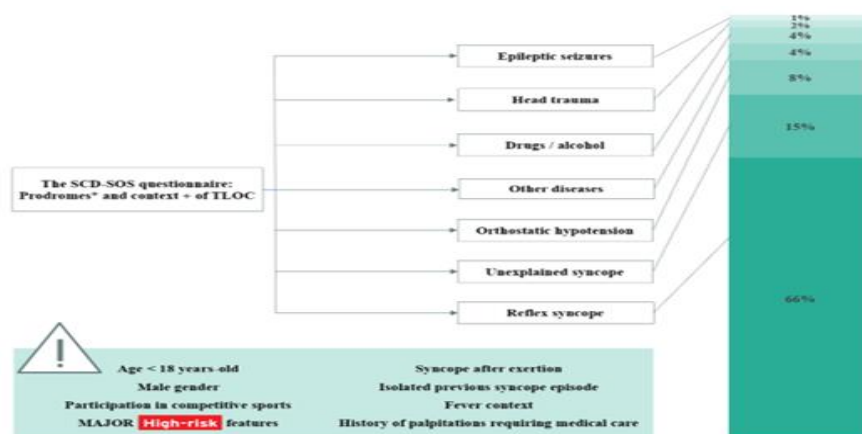 1%
2%
4%
4%
8%
15%
66%
Epileptic seizures
Head trauma
Drugs / alcohol
Other diseases
Orthostatic hypotension
Unexplained syncope
Reflex syncope
The SCD-SOS questionnaire:
Prodromes* and context + of TLOC
!
Age < 18 years-old
Male gender
Participation in competitive sports
MAJOR High-risk features
Syncope after exertion
Isolated previous syncope episode
Fever context
History of palpitations requiring medical care